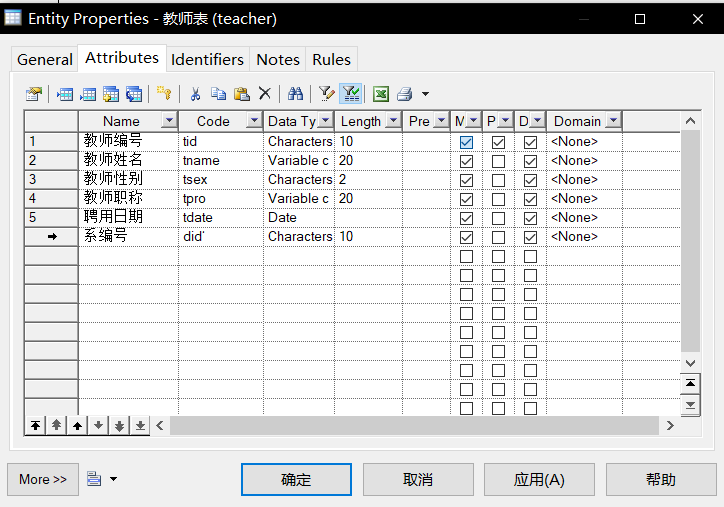 Entity Properties - 教师表 (teacher)
General Attributes Identifiers Notes Rules
Name Code Data Ty Length Pre M P D Domain
1 教师编号 tid Characters 10 <None>
2 教师姓名 tname Variable c 20 <None>
3 教师性别 tsex Characters 2 <None>
4 教师职称 tpro Variable c 20 <None>
5 聘用日期 tdate Date <None>
系编号 did' Characters 10 <None>
More >> 确定 取消 应用(A) 帮助